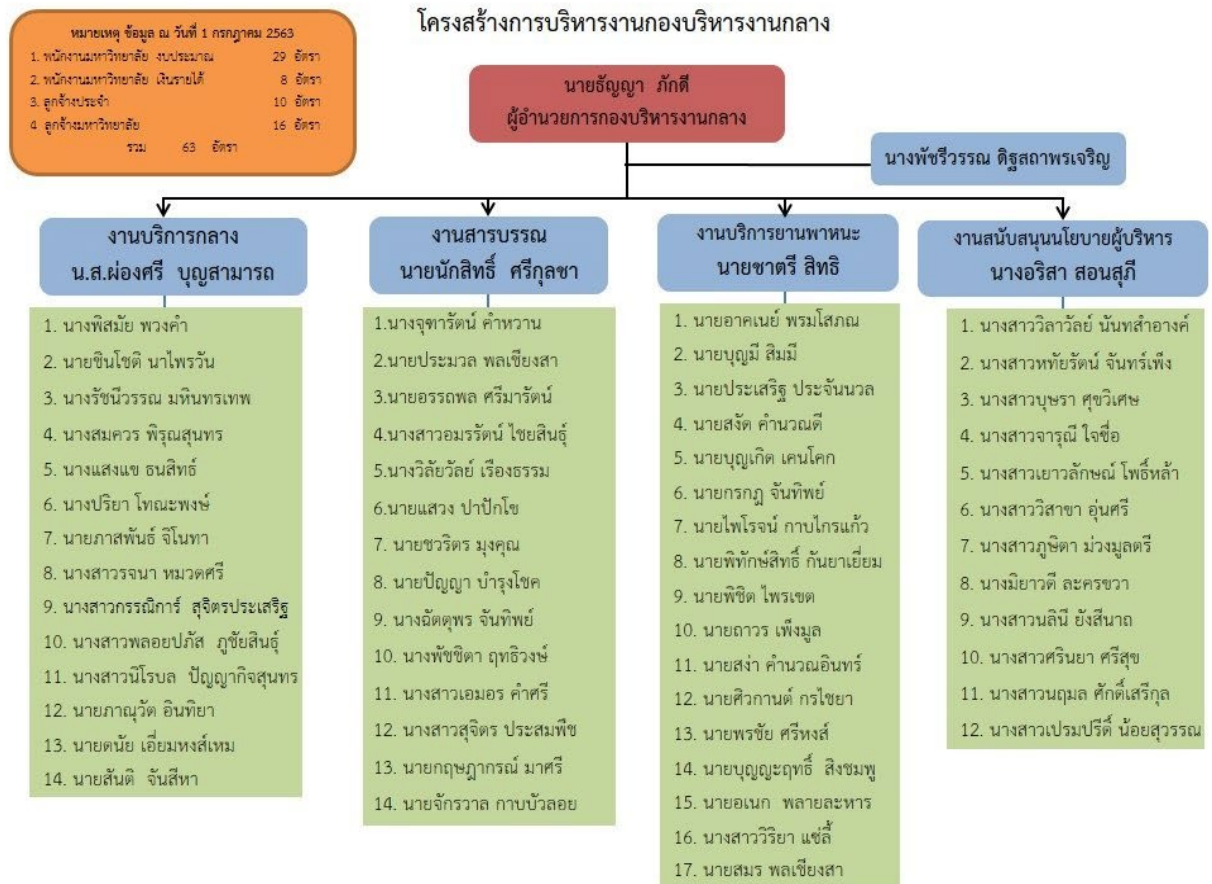 โครงสร้างการบริหารงานกองบริหารงานกลาง
หมายเหตุ ข้อมูล ณ วันที่ 1 กรกฎาคม 2563
1. พนักงานมหาวิทยาลัย งบประมาณ 29 อัตรา
2. พนักงานมหาวิทยาลัย เงินรายได้ 8 อัตรา
3. ลูกจ้างประจำ 10 อัตรา
4 ลูกจ้างมหาวิทยาลัย 16 อัตรา
รวม 63 อัตรา
นายธัญญา ภักดี
ผู้อำนวยการกองบริหารงานกลาง
นางพัชรีวรรณ ดิฐสถาพรเจริญ
งานบริการกลาง
น.ส.ผ่องศรี บุญสามารถ
1. นางพิสมัย พวงคำ
2. นายชินโชติ นาไพรวัน
3. นางรัชนีวรรณ มหินทรเทพ
4. นางสมควร พิรุณสุนทร
5. นางแสงแข ธนสิทธ์
6. นางปริยา โทณะพงษ์
7. นายภาสพันธ์ จิโนทา
8. นางสาวรจนา หมวดศรี
9. นางสาวกรรณิการ์ สุจิตรประเสริฐ
10. นางสาวพลอยปภัส ภูชัยสินธุ์
11. นางสาวนิโรบล ปัญญากิจสุนทร
12. นายภาณุวัต อินทิยา
13. นายดนัย เอี่ยมหงส์เหม
14. นายสันติ จันสีหา
งานสารบรรณ
นายนักสิทธิ์ ศรีกุลชา
1.นางจุฑารัตน์ คำหวาน
2.นายประมวล พลเชียงสา
3.นายอรรถพล ศรีมารัตน์
4.นางสาวอมรรัตน์ ไชยสินธุ์
5.นางวิลัยวัลย์ เรืองธรรม
6.นายแสวง ปาปักโข
7. นายชวริตร มุงคุณ
8. นายปัญญา บำรุงโชค
9. นางฉัตตุพร จันทิพย์
10. นางพัชชิตา ฤทธิวงษ์
11. นางสาวเอมอร คำศรี
12. นางสาวสุจิตร ประสมพืช
13. นายกฤษฎากรณ์ มาศรี
14. นายจักรวาล กาบบัวลอย
งานบริการยานพาหนะ
นายชาตรี สิทธิ
1. นายอาคเนย์ พรมโสภณ
2. นายบุญมี สิมมี
3. นายประเสริฐ ประจันนวล
4. นายสงัด คำนวณดี
5. นายบุญเกิต เคนโคก
6. นายกรกฎ จันทิพย์
7. นายไพโรจน์ กาบไกรแก้ว
8. นายพิทักษ์สิทธิ์ กันยาเยี่ยม
9. นายพิชิต ไพรเขต
10. นายถาวร เพ็งมูล
11. นายสง่า คำนวณอินทร์
12. นายศิวกานต์ กรไชยา
13. นายพรชัย ศรีหงส์
14. นายบุญญะฤทธิ์ สิงชมพู
15. นายอเนก พลายละหาร
16. นางสาววิริยา แซ่ลี้
17. นายสมร พลเชียงสา
งานสนับสนุนนโยบายผู้บริหาร
นางอริสา สอนสุภี
1. นางสาววิลาวัลย์ นันทสำอางค์
2. นางสาวหทัยรัตน์ จันทร์เพ็ง
3. นางสาวบุษรา ศุขวิเศษ
4. นางสาวจารุณี ใจซื่อ
5. นางสาวเยาวลักษณ์ โพธิ์หล้า
6. นางสาววิสาขา อุ่นศรี
7. นางสาวภูษิตา ม่วงมูลตรี
8. นางมิยาวดี ละครขวา
9. นางสาวนลินี ยังสีนาถ
10. นางสาวศรินยา ศรีสุข
11. นางสาวนฤมล ศักดิ์เสรีกุล
12. นางสาวเปรมปรีดิ์ น้อยสุวรรณ